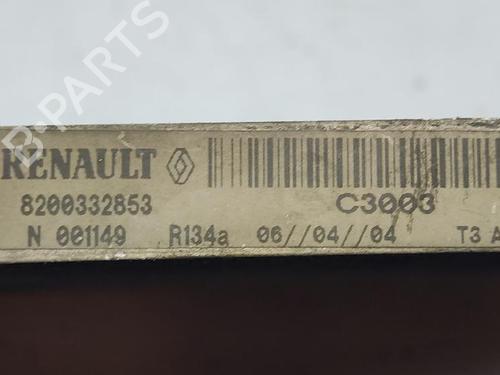 B-PARTS
RENAULT
8200332853 C3003
N 001149 R134a 06//04//04 T3 A